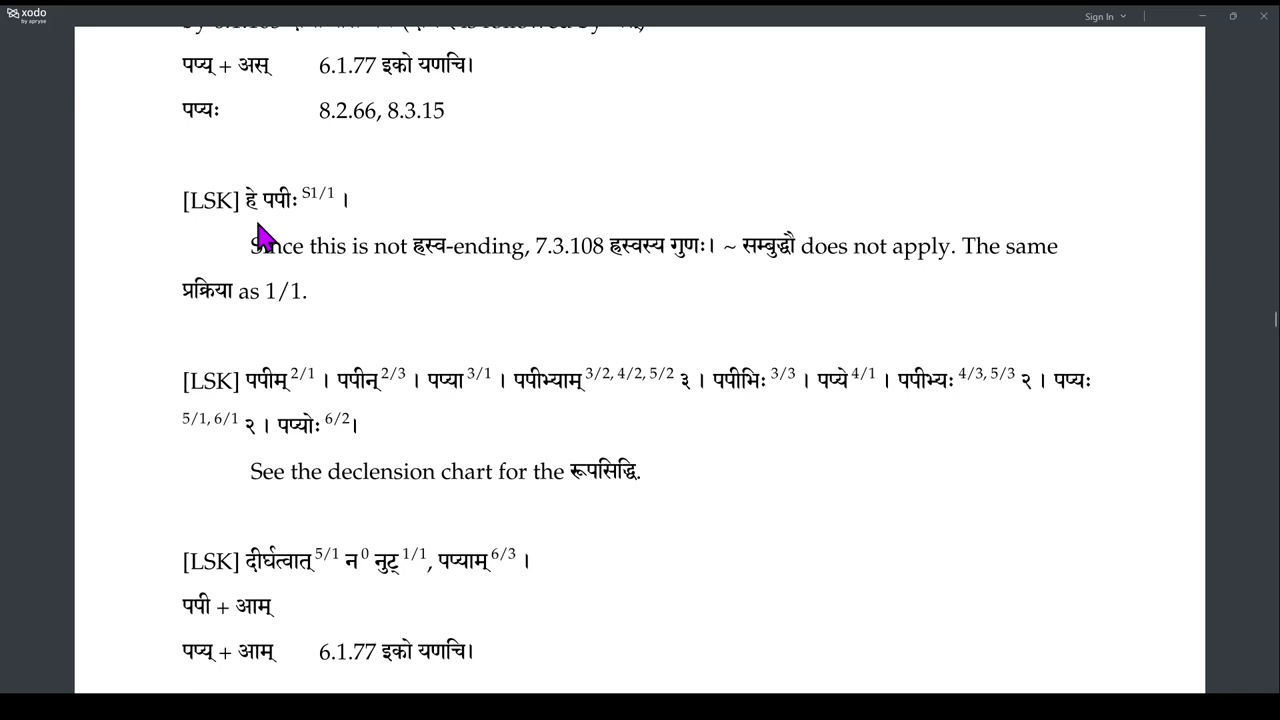 xodo
by apryse
Sign In
पप्य् + अस् 6.1.77 इको यणचि।
पप्यः 8.2.66, 8.3.15
[LSK] हे पपीः S1/1 ।
Since this is not ह्रस्व-ending, 7.3.108 ह्रस्वस्य गुणः। ~ सम्बुद्धौ does not apply. The same
प्रक्रिया as 1/1.
[LSK] पपीम् 2/1 । पपीन् 2/3 । पप्या 3/1 । पपीभ्याम् 3/2, 4/2, 5/2 ३ । पपीभिः 3/3 । पप्ये 4/1 । पपीभ्यः 4/3, 5/3 २ । पप्यः
5/1, 6/1 २ । पप्योः 6/2।
See the declension chart for the रूपसिद्धि.
[LSK] दीर्घत्वात् 5/1 न 0 नुट् 1/1, पप्याम् 6/3 ।
पपी + आम्
पप्य् + आम् 6.1.77 इको यणचि।